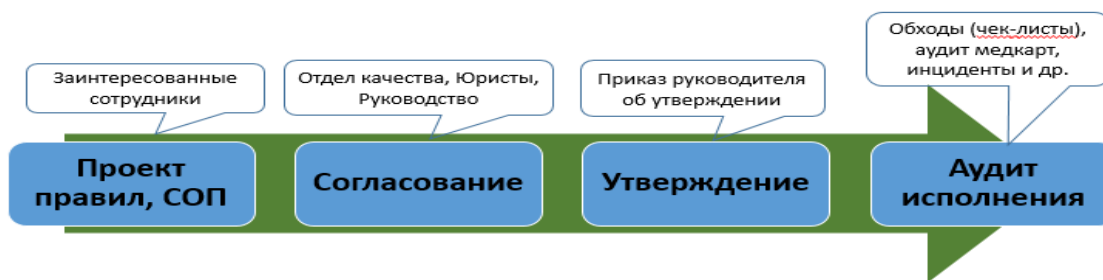 Заинтересованные
сотрудники
Отдел качества, Юристы,
Руководство
Приказ руководителя
об утверждении
Обходы (чек-листы),
аудит медкарт,
инциденты и др.
Проект
правил, СОП
Согласование
Утверждение
Аудит
исполнения